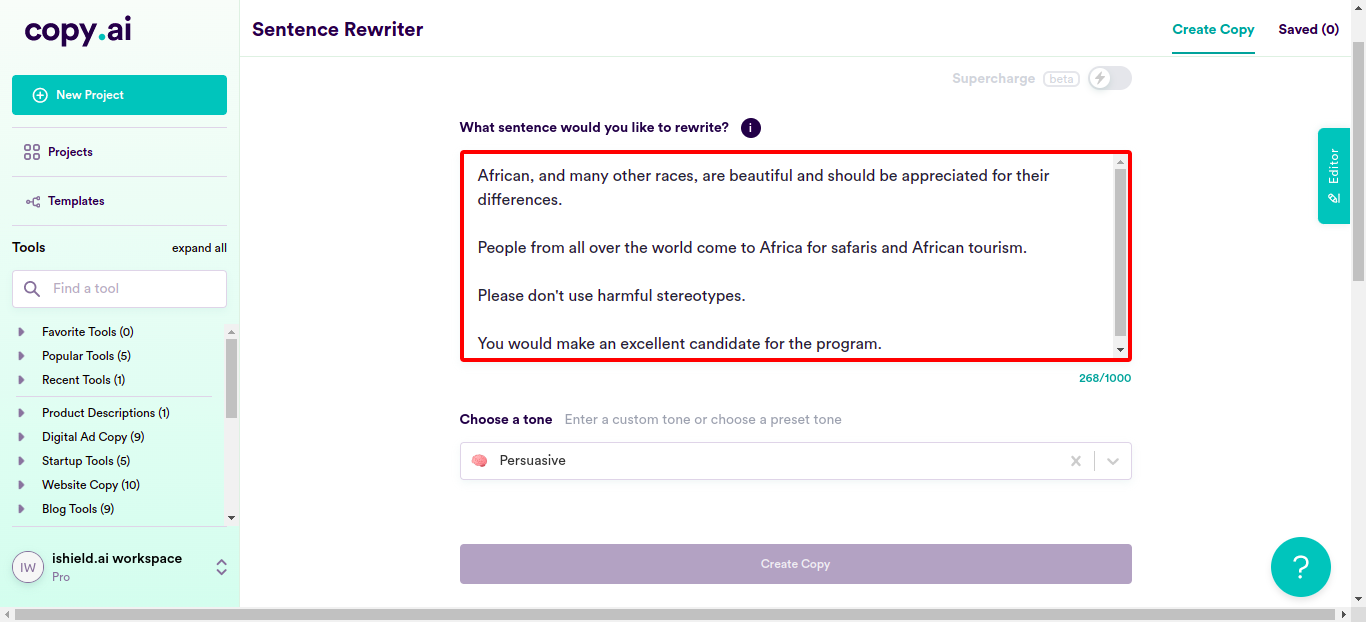 copy.ai
Sentence Rewriter
Create Copy
Saved (0)
New Project
Projects
Templates
Tools
expand all
Find a tool
Favorite Tools (0)
Popular Tools (5)
Recent Tools (1)
Product Descriptions (1)
Digital Ad Copy (9)
Startup Tools (5)
Website Copy (10)
Blog Tools (9)
IW
ishield.ai workspace
Pro
Supercharge beta
What sentence would you like to rewrite? i
African, and many other races, are beautiful and should be appreciated for their
differences.
People from all over the world come to Africa for safaris and African tourism.
Please don't use harmful stereotypes.
You would make an excellent candidate for the program.
268/1000
Choose a tone Enter a custom tone or choose a preset tone
Persuasive
Create Copy
Editor
?